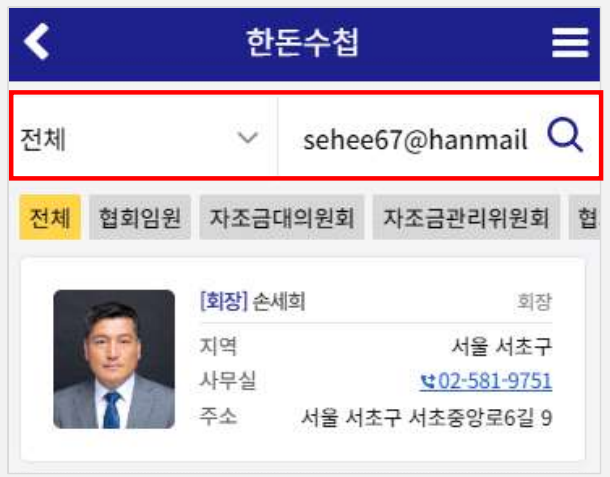 한돈수첩
전체 sehee67@hanmail
전체 협회임원 자조금대의원회 자조금관리위원회 협
[회장] 손세희 회장
지역 서울 서초구
사무실 02-581-9751
주소 서울 서초구 서초중앙로6길 9